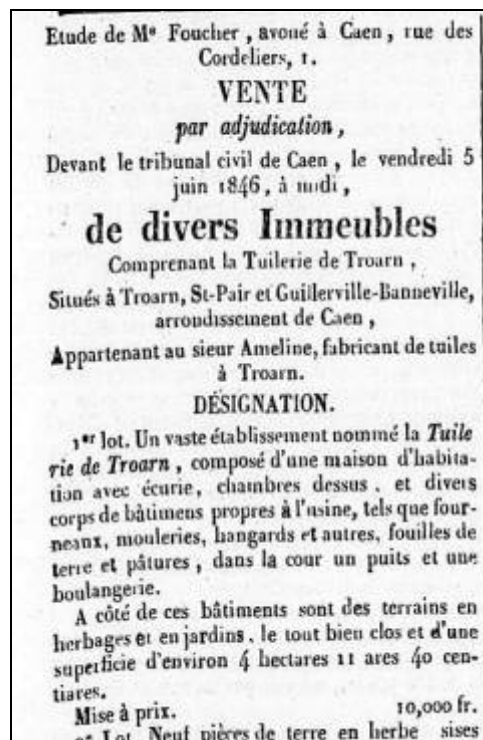 Etude de Mᵉ Foucher, avoué à Caen, rue des
Cordeliers, 1.
VENTE
par adjudication,
Devant le tribunal civil de Caen, le vendredi 5
juin 1846, à midi,
de divers Immeubles
Comprenant la Tuilerie de Troarn,
Situés à Troarn, St-Pair et Guillerville-Banneville,
arrondissement de Caen,
Appartenant au sieur Ameline, fabricant de tuiles
à Troarn.
DÉSIGNATION.
1ᵉʳ lot. Un vaste établissement nommé la Tuile
rie de Troarn, composé d'une maison d'habita-
tion avec écurie, chambres dessus, et divers
corps de bâtimens propres à l'usine, tels que four-
neaux, mouleries, hangards et autres, fouilles de
terre et pâtures, dans la cour un puits et une
boulangerie.
A côté de ces bâtiments sont des terrains en
herbages et en jardins, le tout bien clos et d'une
superficie d'environ 4 hectares 11 ares 40 cen-
tiares.
Mise à prix. 10,000 fr.
Lot. Neuf pièces de terre en herbe sises